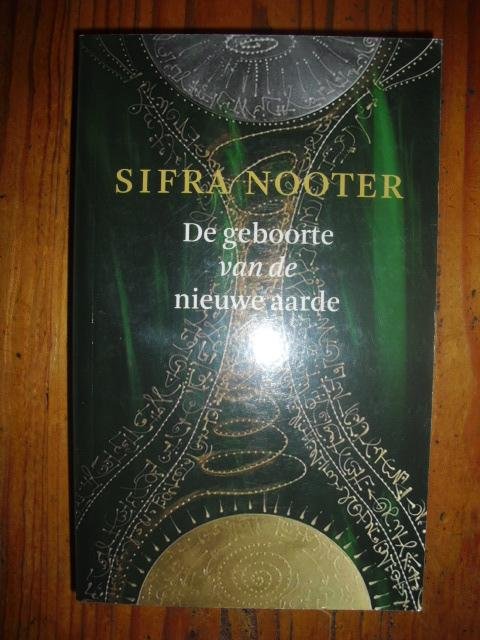 SIFRA NOOTER
De geboorte
van de
nieuwe aarde